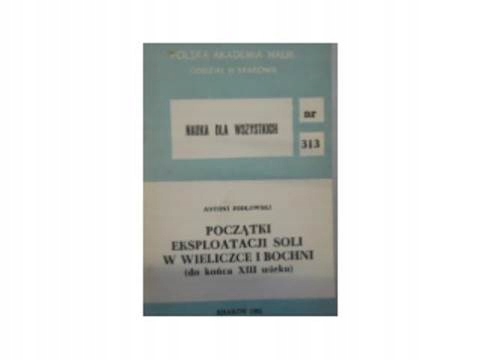 POLSKA AKADEMIA NAUK
ODDZIAŁ W KRAKOWIE
NAUKA DLA WSZYSTKICH
nr
313
ANTONI JODŁOWSKI
POCZĄTKI
EKSPLOATACJI SOLI
W WIELICZCE I BOCHNI
(do końca XIII wieku)
KRAKÓW